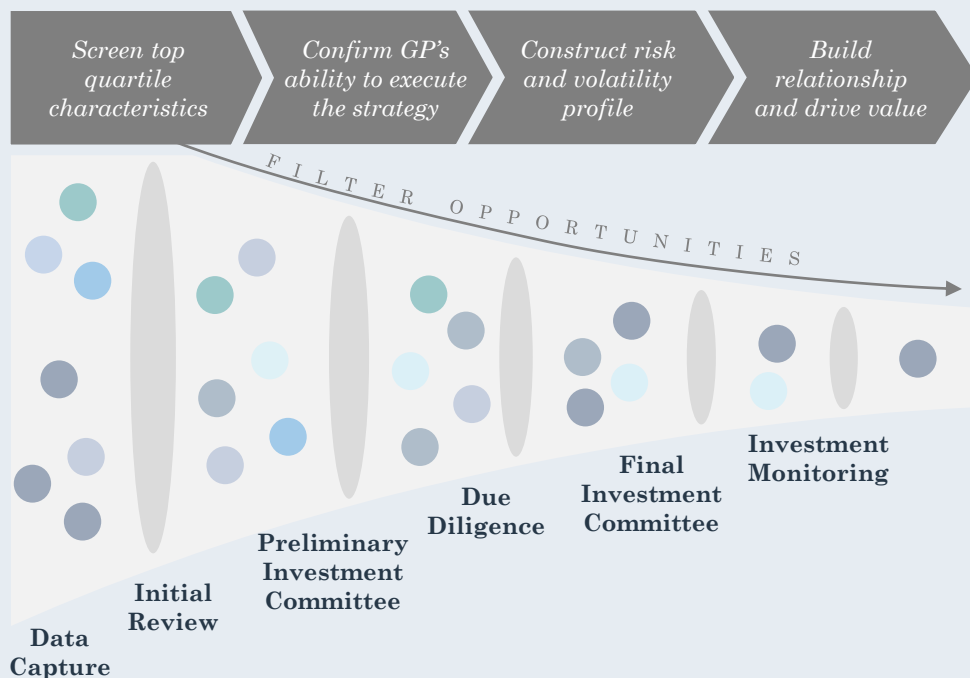 Screen top
quartile
characteristics
Confirm GP's
ability to execute
the strategy
Construct risk
and volatility
profile
Build
relationship
and drive value
FILTER OPPORTUNITIES
Data
Capture
Initial
Review
Preliminary
Investment
Committee
Due
Diligence
Final
Investment
Committee
Investment
Monitoring